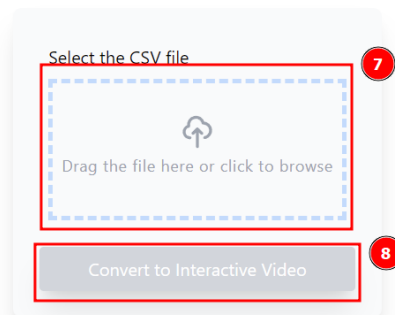 Select the CSV file
7
Drag the file here or click to browse
Convert to Interactive Video
8